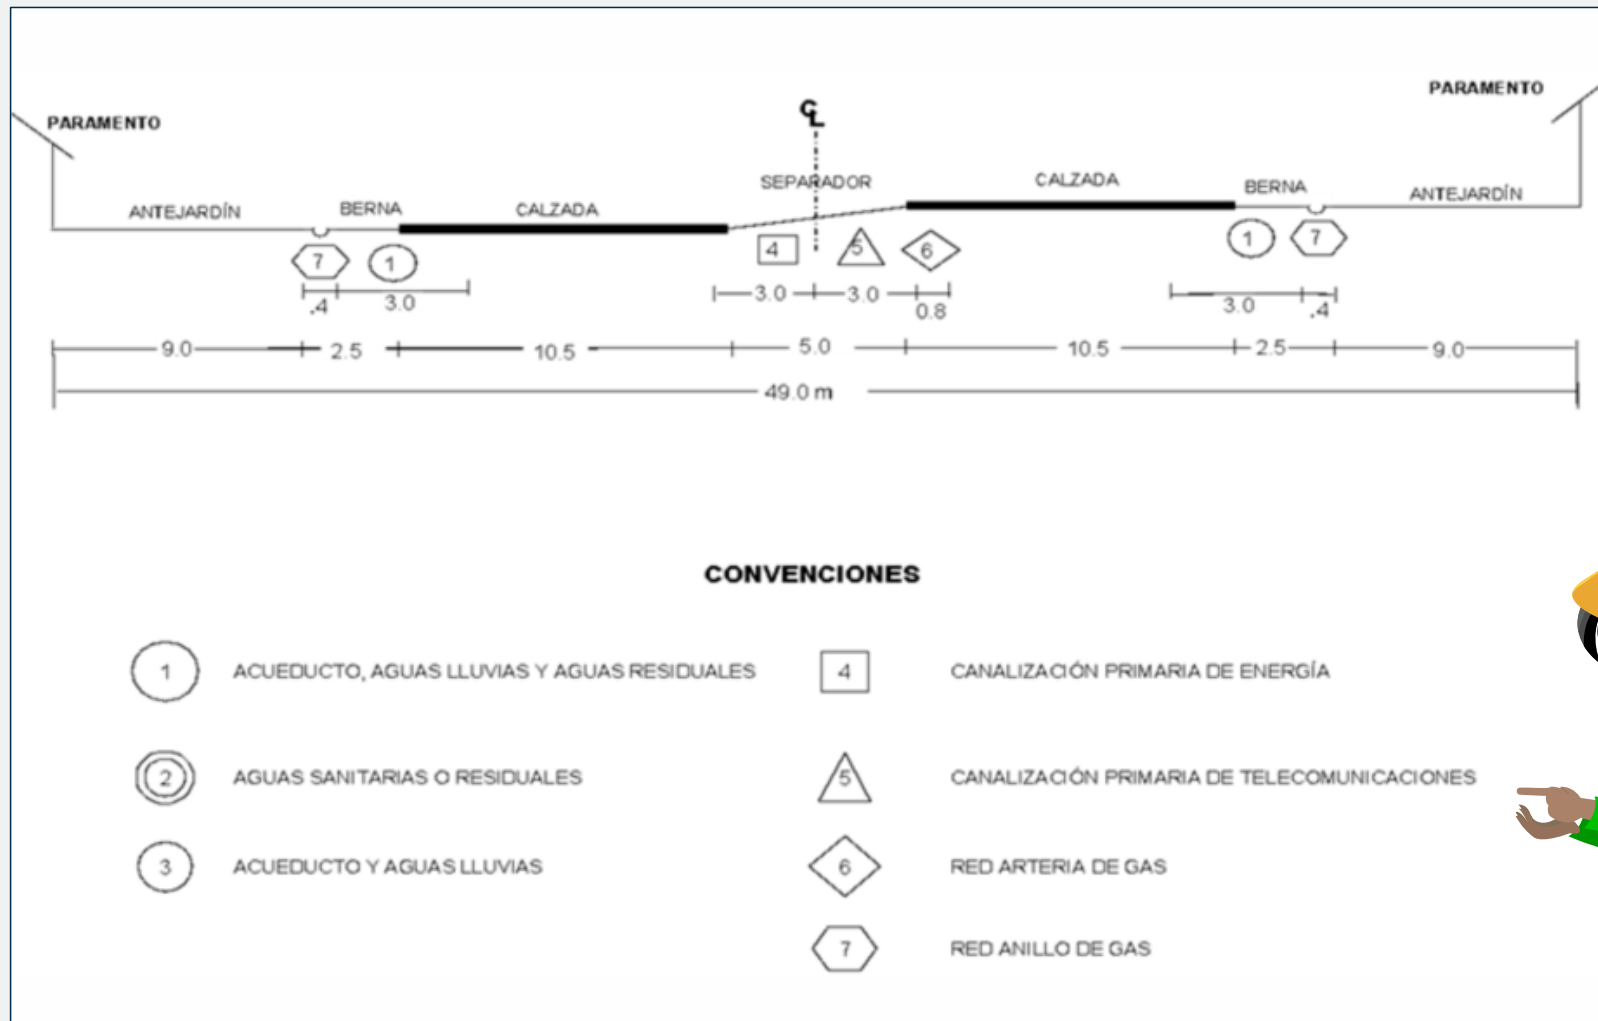 PARAMENTO
PARAMENTO
CL
SEPARADOR
CALZADA
BERNA
ANTEJARDÍN
ANTEJARDÍN
BERNA
CALZADA
7
1
4
5
6
1
7
.4
3.0
3.0
3.0
0.8
3.0
.4
9.0
2.5
10.5
5.0
10.5
2.5
9.0
49.0 m
CONVENCIONES
1 ACUEDUCTO, AGUAS LLUVIAS Y AGUAS RESIDUALES
2 AGUAS SANITARIAS O RESIDUALES
3 ACUEDUCTO Y AGUAS LLUVIAS
4 CANALIZACIÓN PRIMARIA DE ENERGÍA
5 CANALIZACIÓN PRIMARIA DE TELECOMUNICACIONES
6 RED ARTERIA DE GAS
7 RED ANILLO DE GAS